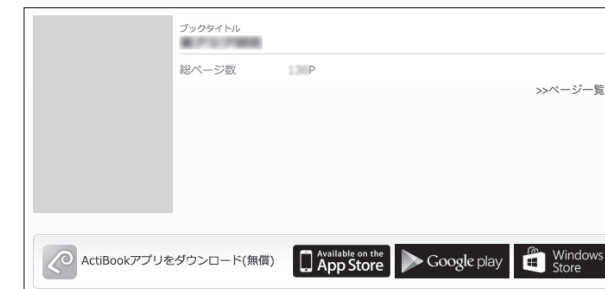 ブックタイトル
総ページ数 P
>>ページ一覧
ActiBookアプリをダウンロード(無償)
Available on the
App Store
Google play
Windows
Store